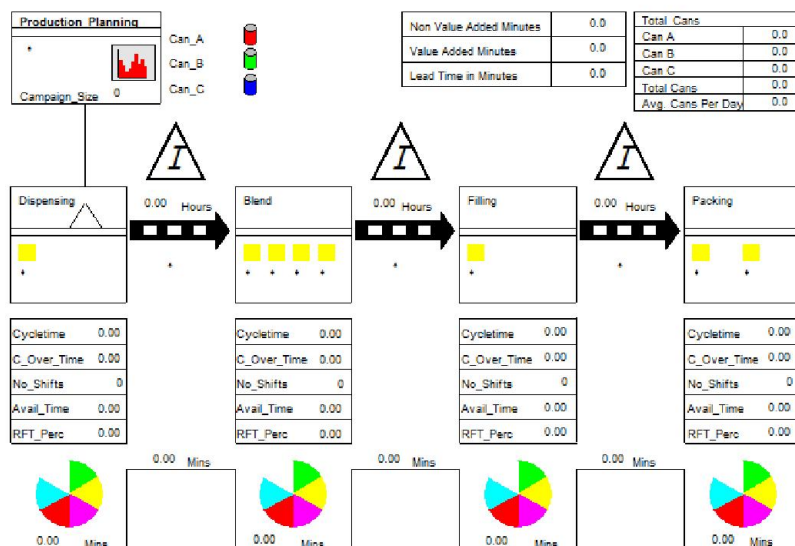 Production Planning
*
Can_A
Can_B
Can_C
Campaign_Size 0
Non Value Added Minutes 0.0
Value Added Minutes 0.0
Lead Time in Minutes 0.0
Total Cans
Can A 0.0
Can B 0.0
Can C 0.0
Total Cans 0.0
Avg. Cans Per Day 0.0
I I I
Dispensing 0.00 Hours Blend 0.00 Hours Filling 0.00 Hours Packing
* * * * * * * * * * *
Cycletime 0.00 Cycletime 0.00 Cycletime 0.00 Cycletime 0.00
C_Over_Time 0.00 C_Over_Time 0.00 C_Over_Time 0.00 C_Over_Time 0.00
No_Shifts 0 No_Shifts 0 No_Shifts 0 No_Shifts 0
Avail_Time 0.00 Avail_Time 0.00 Avail_Time 0.00 Avail_Time 0.00
RFT_Perc 0.00 RFT_Perc 0.00 RFT_Perc 0.00 RFT_Perc 0.00
0.00 Mins 0.00 Mins 0.00 Mins
0.00 Mins 0.00 Mins 0.00 Mins 0.00 Mins